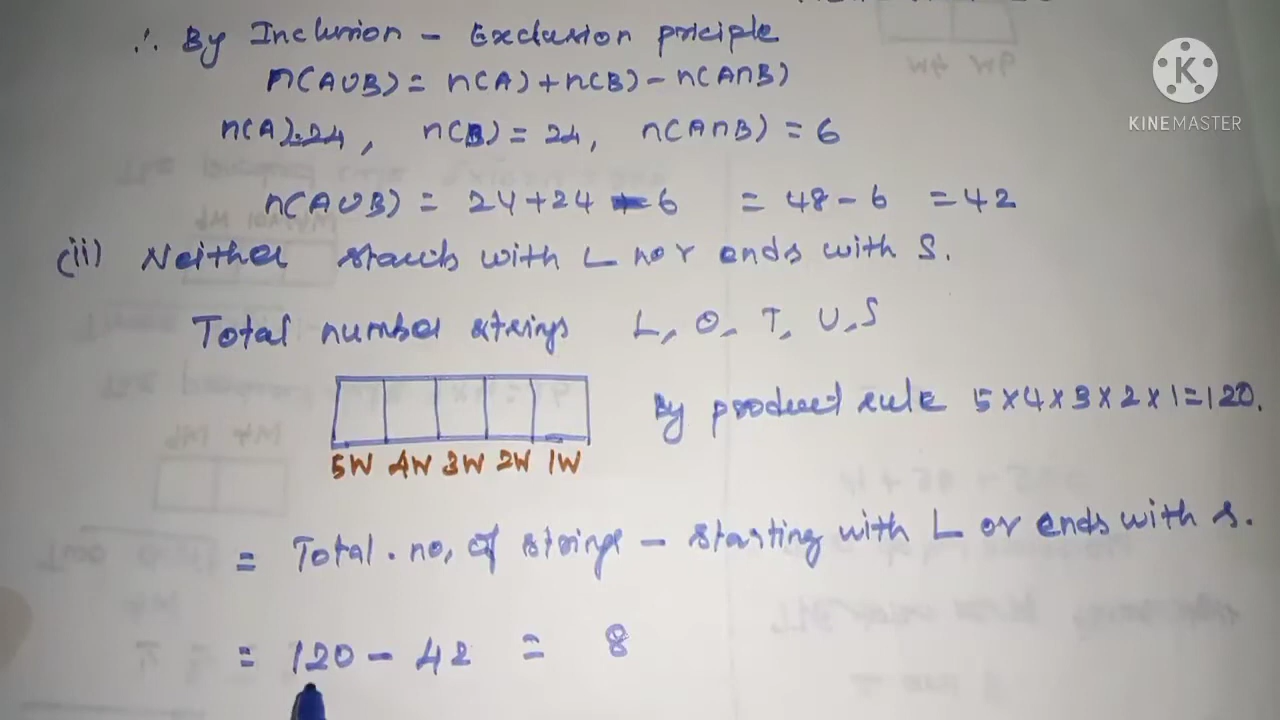 ∴ By Inclusion - Exclusion priciple
n(A∪B) = n(A) + n(B) - n(A∩B)
n(A) = 24, n(B) = 24, n(A∩B) = 6
n(A∪B) = 24+24 - 6 = 48 - 6 = 42
(ii) Neither starts with L nor ends with S.
Total number strings L, O, T, U, S
By product rule 5×4×3×2×1=120.
5W 4W 3W 2W 1W
= Total. no, of strings - starting with L or ends with s.
= 120 - 42 = 8
K
KINEMASTER